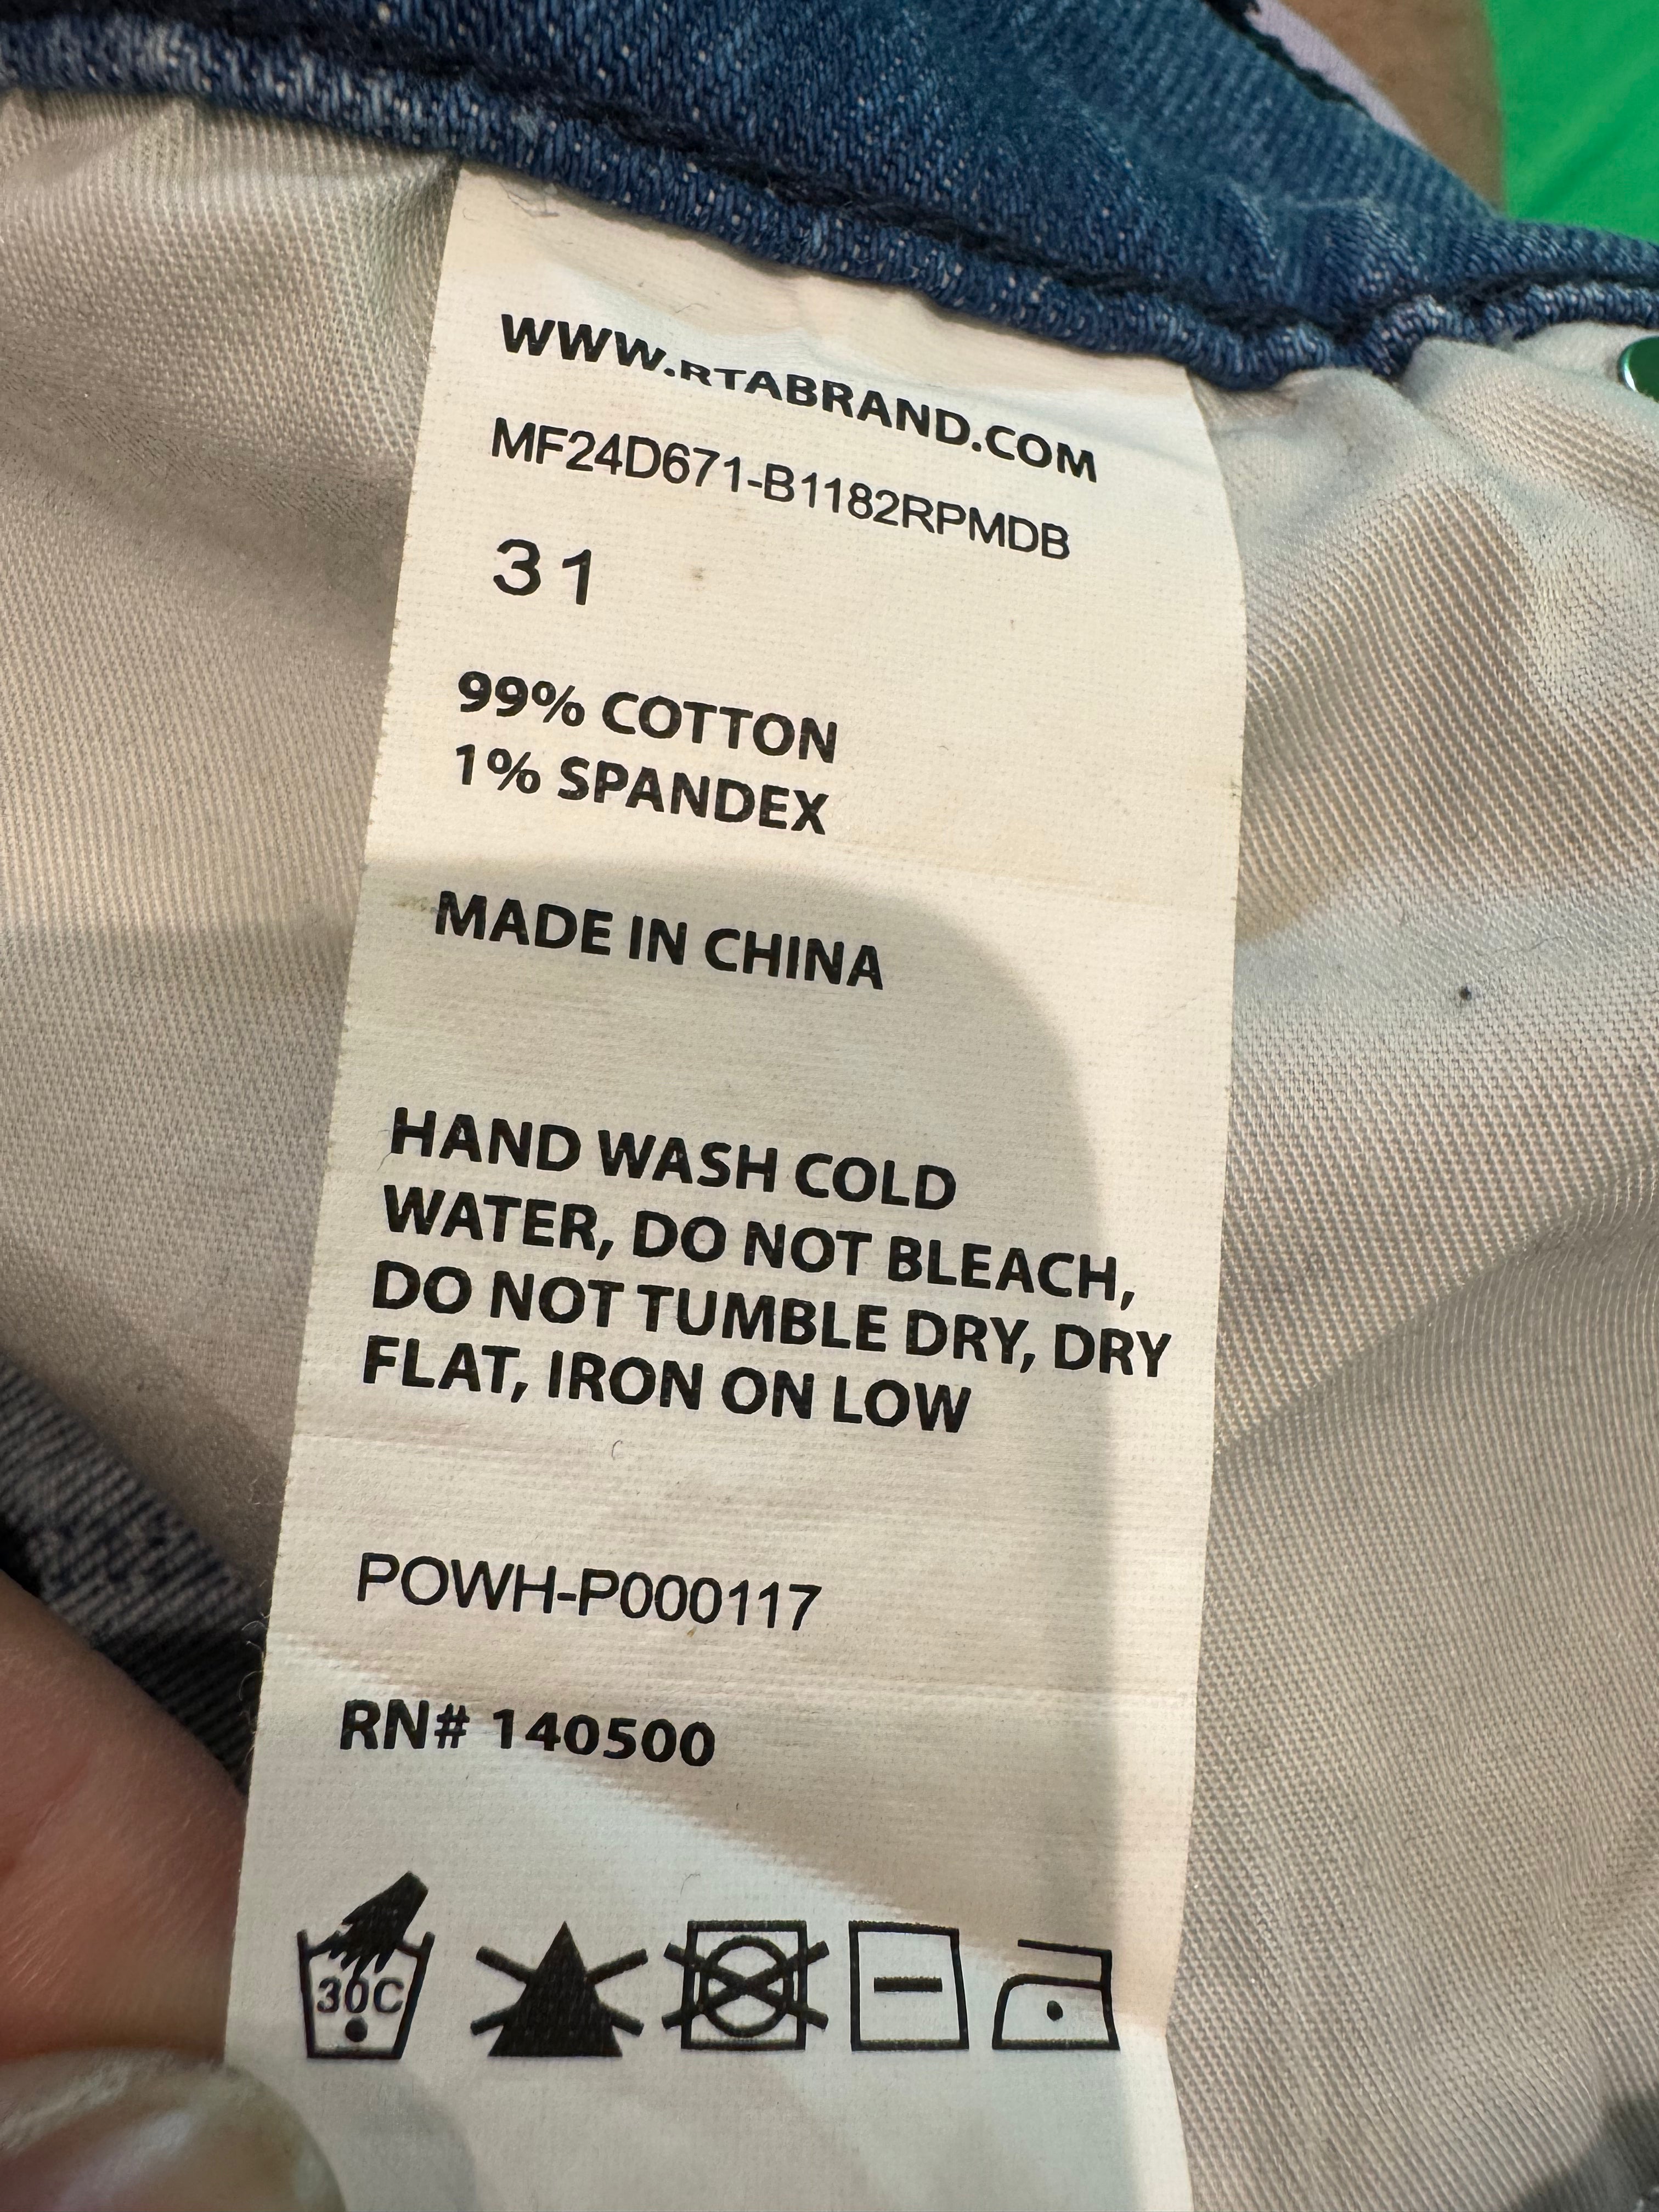 WWW.RTABRAND.COM
MF24D671-B1182RPMDB
31
99% COTTON
1% SPANDEX
MADE IN CHINA
HAND WASH COLD
WATER, DO NOT BLEACH,
DO NOT TUMBLE DRY, DRY
FLAT, IRON ON LOW
POWH-P000117
RN# 140500
30C